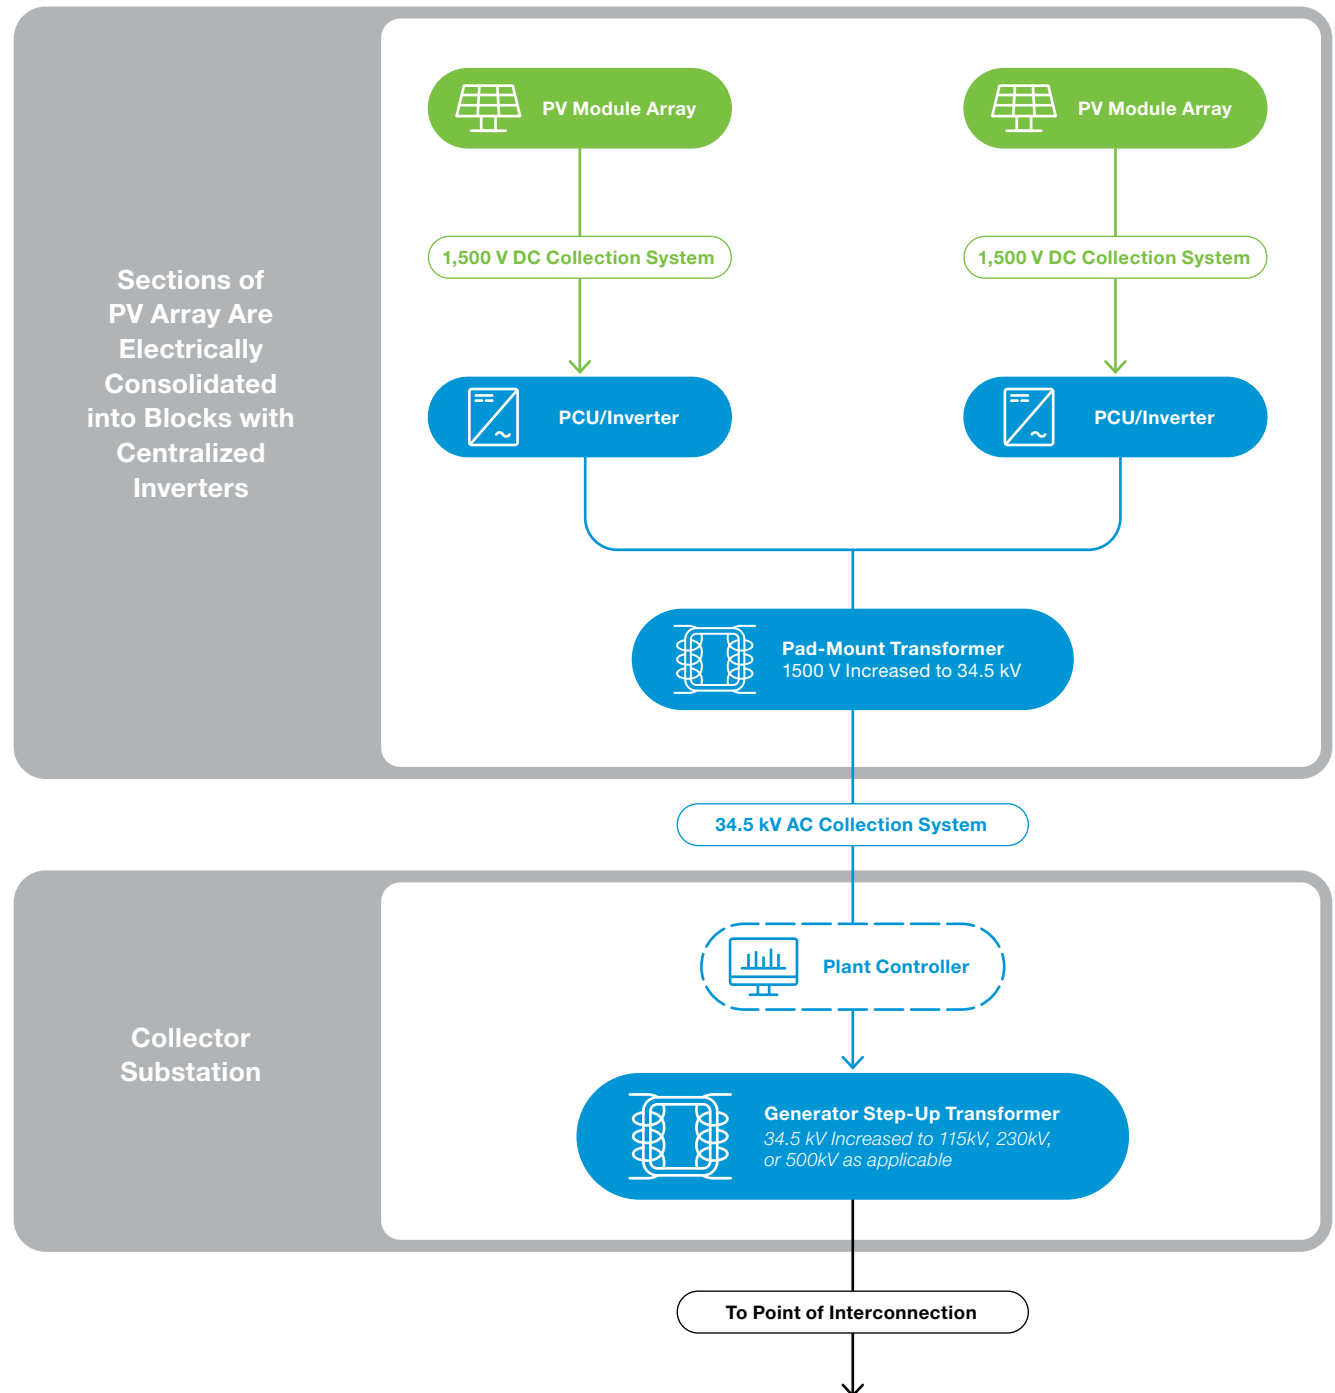 PV Module Array
PV Module Array
1,500 V DC Collection System
1,500 V DC Collection System
Sections of
PV Array Are
Electrically
Consolidated
into Blocks with
Centralized
Inverters
PCU/Inverter
PCU/Inverter
Pad-Mount Transformer
1500 V Increased to 34.5 kV
34.5 kV AC Collection System
Plant Controller
Collector
Substation
Generator Step-Up Transformer
34.5 kV Increased to 115kV, 230kV,
or 500kV as applicable
To Point of Interconnection